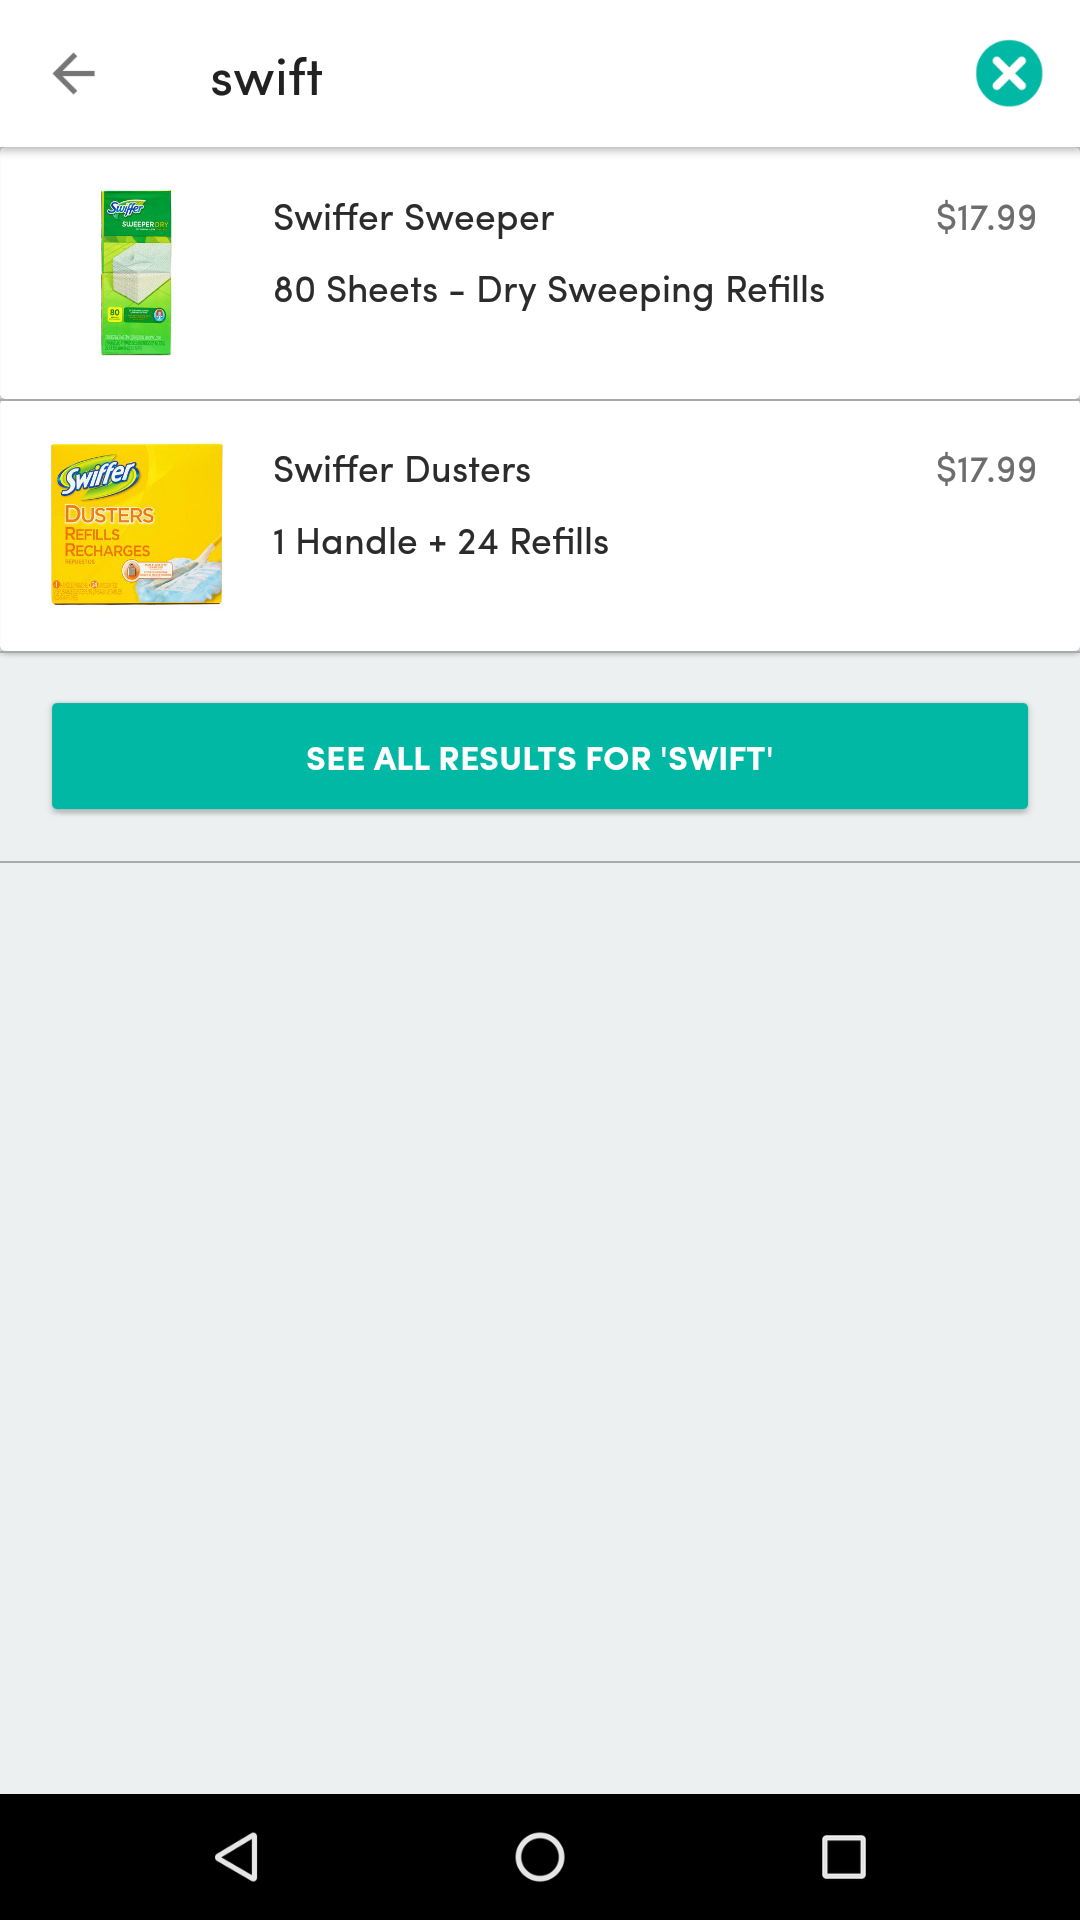 swift
Swiffer Sweeper
$17.99
80 Sheets - Dry Sweeping Refills
Swiffer
SWEEPER DRY
80
Swiffer Dusters
$17.99
1 Handle + 24 Refills
Swiffer
DUSTERS
REFILLS
RECHARGES
REPUESTOS
SEE ALL RESULTS FOR 'SWIFT'